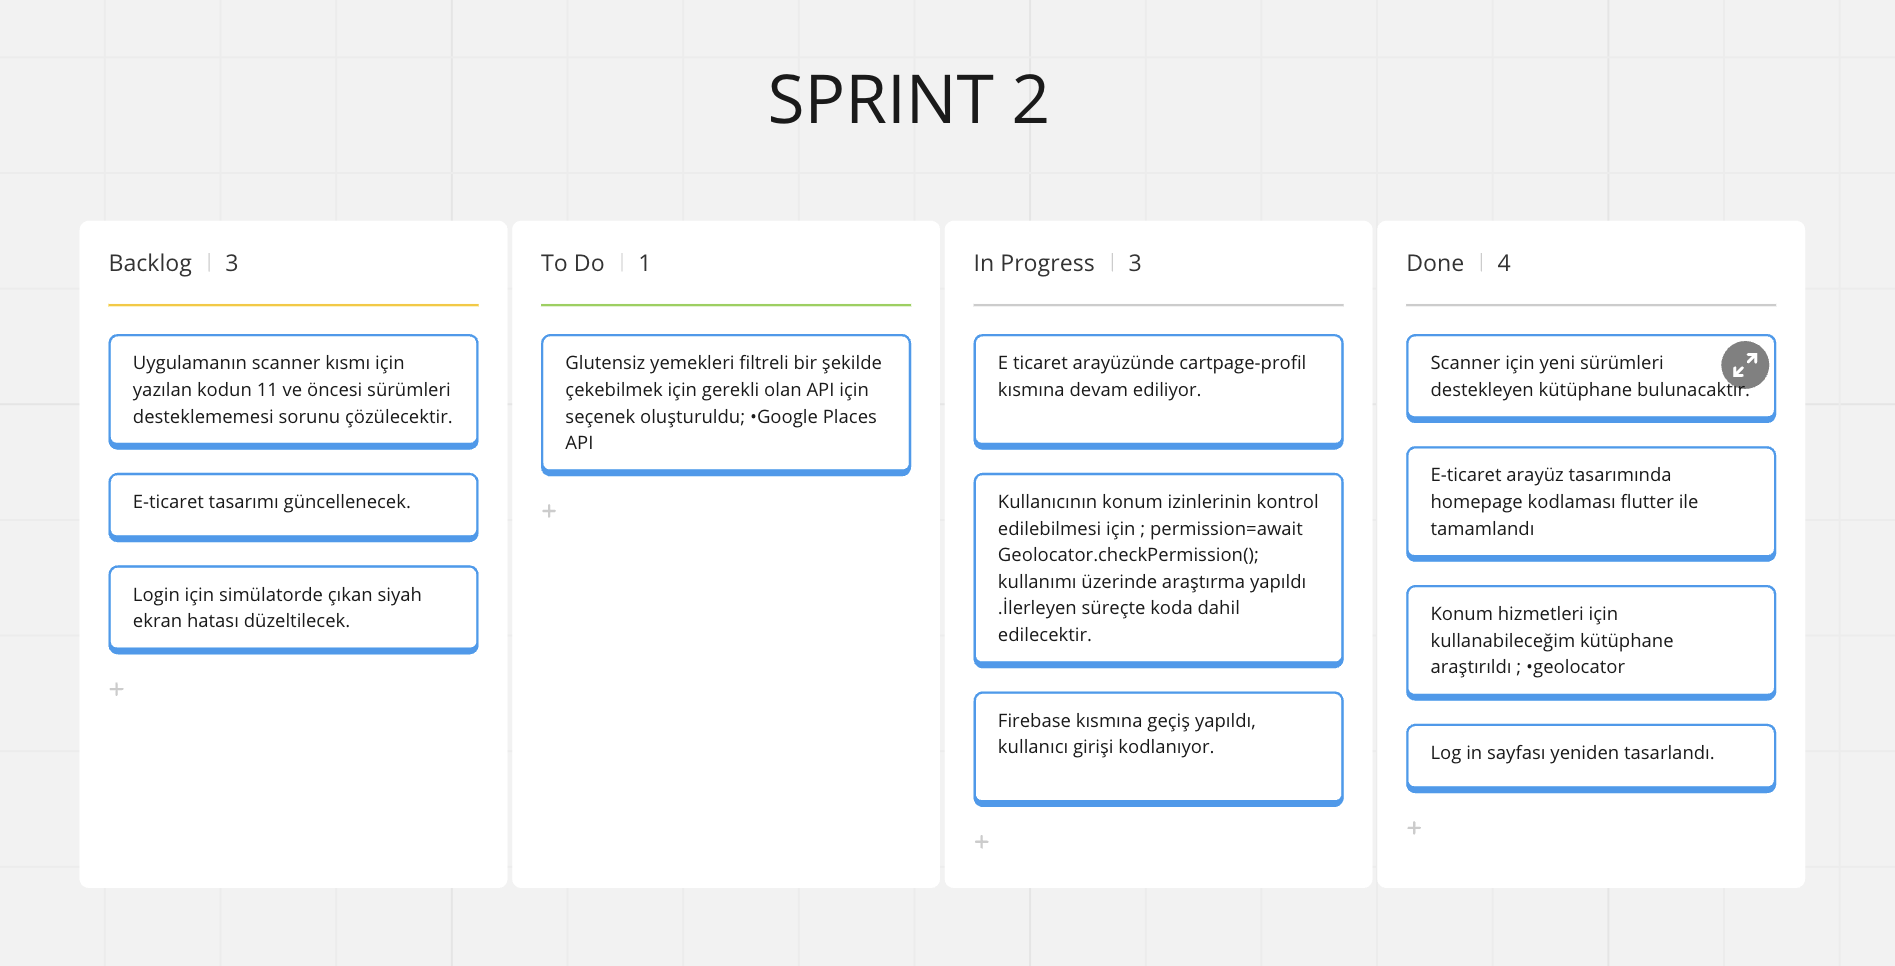 SPRINT 2
Backlog 3
Uygulamanın scanner kısmı için
yazılan kodun 11 ve öncesi sürümleri
desteklememesi sorunu çözülecektir.
E-ticaret tasarımı güncellenecek.
Login için simülatorde çıkan siyah
ekran hatası düzeltilecek.
To Do 1
Glutensiz yemekleri filtreli bir şekilde
çekebilmek için gerekli olan API için
seçenek oluşturuldu; •Google Places
API
In Progress 3
E ticaret arayüzünde cartpage-profil
kısmına devam ediliyor.
Kullanıcının konum izinlerinin kontrol
edilebilmesi için ; permission=await
Geolocator.checkPermission();
kullanımı üzerinde araştırma yapıldı
.İlerleyen süreçte koda dahil
edilecektir.
Firebase kısmına geçiş yapıldı,
kullanıcı girişi kodlanıyor.
Done 4
Scanner için yeni sürümleri
destekleyen kütüphane bulunacaktır.
E-ticaret arayüz tasarımında
homepage kodlaması flutter ile
tamamlandı
Konum hizmetleri için
kullanabileceğim kütüphane
araştırıldı ; •geolocator
Log in sayfası yeniden tasarlandı.